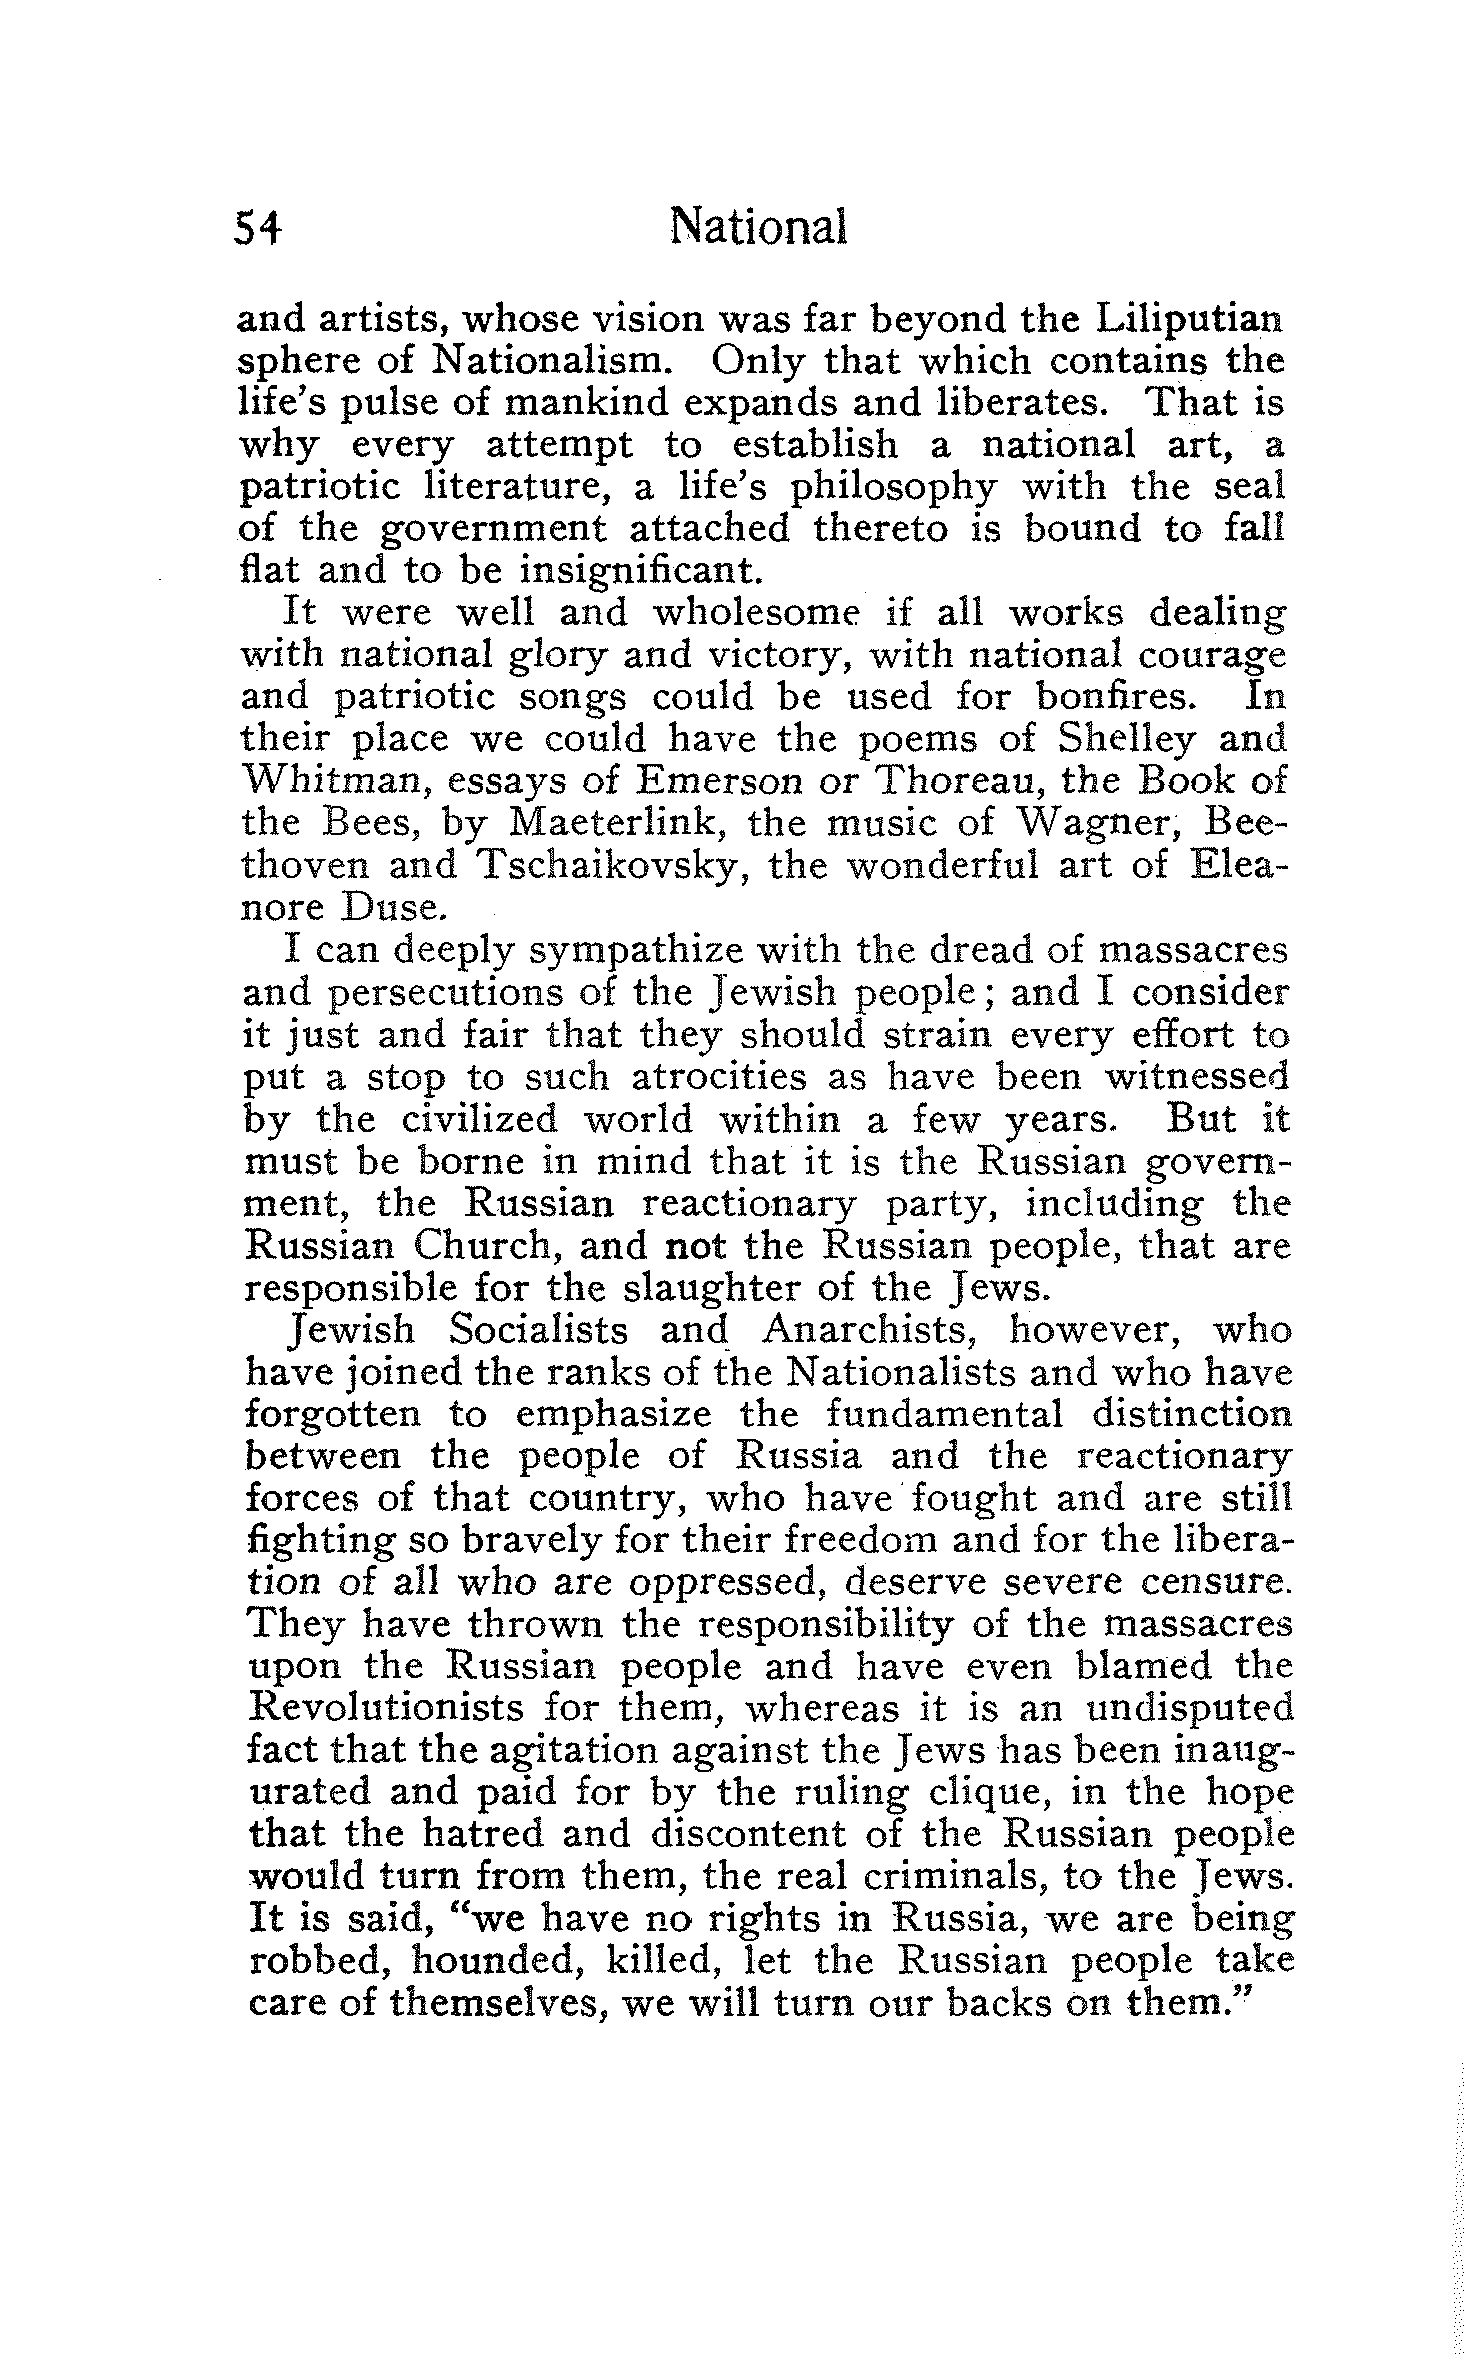 54 National
and artists, whose vision was far beyond the Liliputian
sphere of Nationalism. Only that which contains the
life's pulse of mankind expands and liberates. That is
why every attempt to establish a national art, a
patriotic literature, a life's philosophy with the seal
of the government attached thereto is bound to fall
flat and to be insignificant.
It were well and wholesome if all works dealing
with national glory and victory, with national courage
and patriotic songs could be used for bonfires. In
their place we could have the poems of Shelley and
Whitman, essays of Emerson or Thoreau, the Book of
the Bees, by Maeterlink, the music of Wagner, Bee-
thoven and Tschaikovsky, the wonderful art of Elea-
nore Duse.
I can deeply sympathize with the dread of massacres
and persecutions of the Jewish people; and I consider
it just and fair that they should strain every effort to
put a stop to such atrocities as have been witnessed
by the civilized world within a few years. But it
must be borne in mind that it is the Russian govern-
ment, the Russian reactionary party, including the
Russian Church, and not the Russian people, that are
responsible for the slaughter of the Jews.
Jewish Socialists and Anarchists, however, who
have joined the ranks of the Nationalists and who have
forgotten to emphasize the fundamental distinction
between the people of Russia and the reactionary
forces of that country, who have fought and are still
fighting so bravely for their freedom and for the libera-
tion of all who are oppressed, deserve severe censure.
They have thrown the responsibility of the massacres
upon the Russian people and have even blamed the
Revolutionists for them, whereas it is an undisputed
fact that the agitation against the Jews has been inaug-
urated and paid for by the ruling clique, in the hope
that the hatred and discontent of the Russian people
would turn from them, the real criminals, to the Jews.
It is said, "we have no rights in Russia, we are being
robbed, hounded, killed, let the Russian people take
care of themselves, we will turn our backs on them."